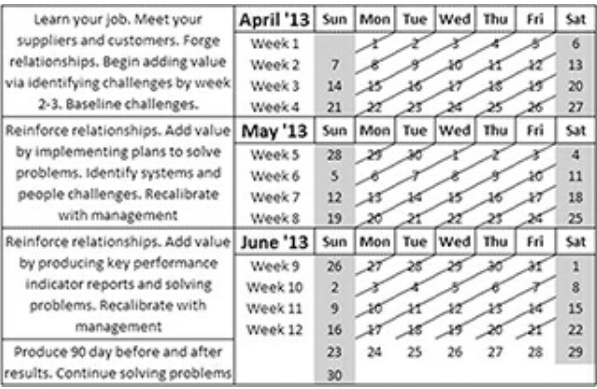 Learn your job. Meet your
suppliers and customers. Forge
relationships. Begin adding value
via identifying challenges by week
2-3. Baseline challenges.
April '13 Sun Mon Tue Wed Thu Fri Sat
Week 1 1 2 3 4 5 6
Week 2 7 8 9 10 11 12 13
Week 3 14 15 16 17 18 19 20
Week 4 21 22 23 24 25 26 27
Reinforce relationships. Add value
by implementing plans to solve
problems. Identify systems and
people challenges. Recalibrate
with management
May '13 Sun Mon Tue Wed Thu Fri Sat
Week 5 28 29 30 1 2 3 4
Week 6 5 6 7 8 9 10 11
Week 7 12 13 14 15 16 17 18
Week 8 19 20 21 22 23 24 25
Reinforce relationships. Add value
by producing key performance
indicator reports and solving
problems. Recalibrate with
management
June '13 Sun Mon Tue Wed Thu Fri Sat
Week 9 26 27 28 29 30 31 1
Week 10 2 3 4 5 6 7 8
Week 11 9 10 11 12 13 14 15
Week 12 16 17 18 19 20 21 22
Produce 90 day before and after
results. Continue solving problems
23 24 25 26 27 28 29
30